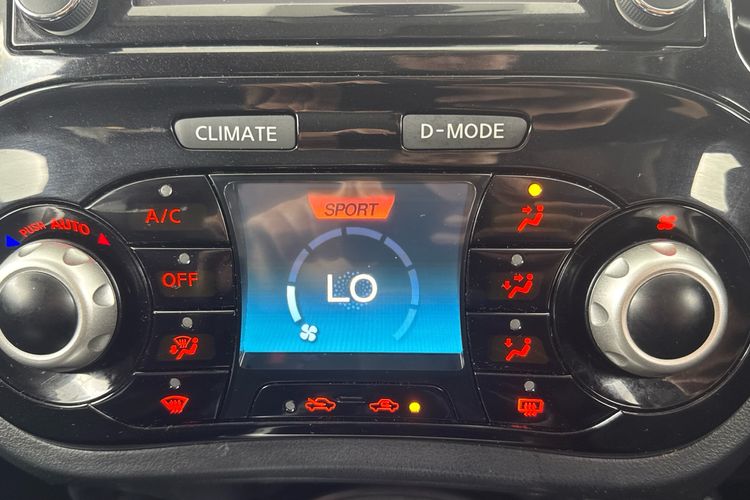 CLIMATE
D-MODE
PUSH AUTO
A/C
SPORT
OFF
LO